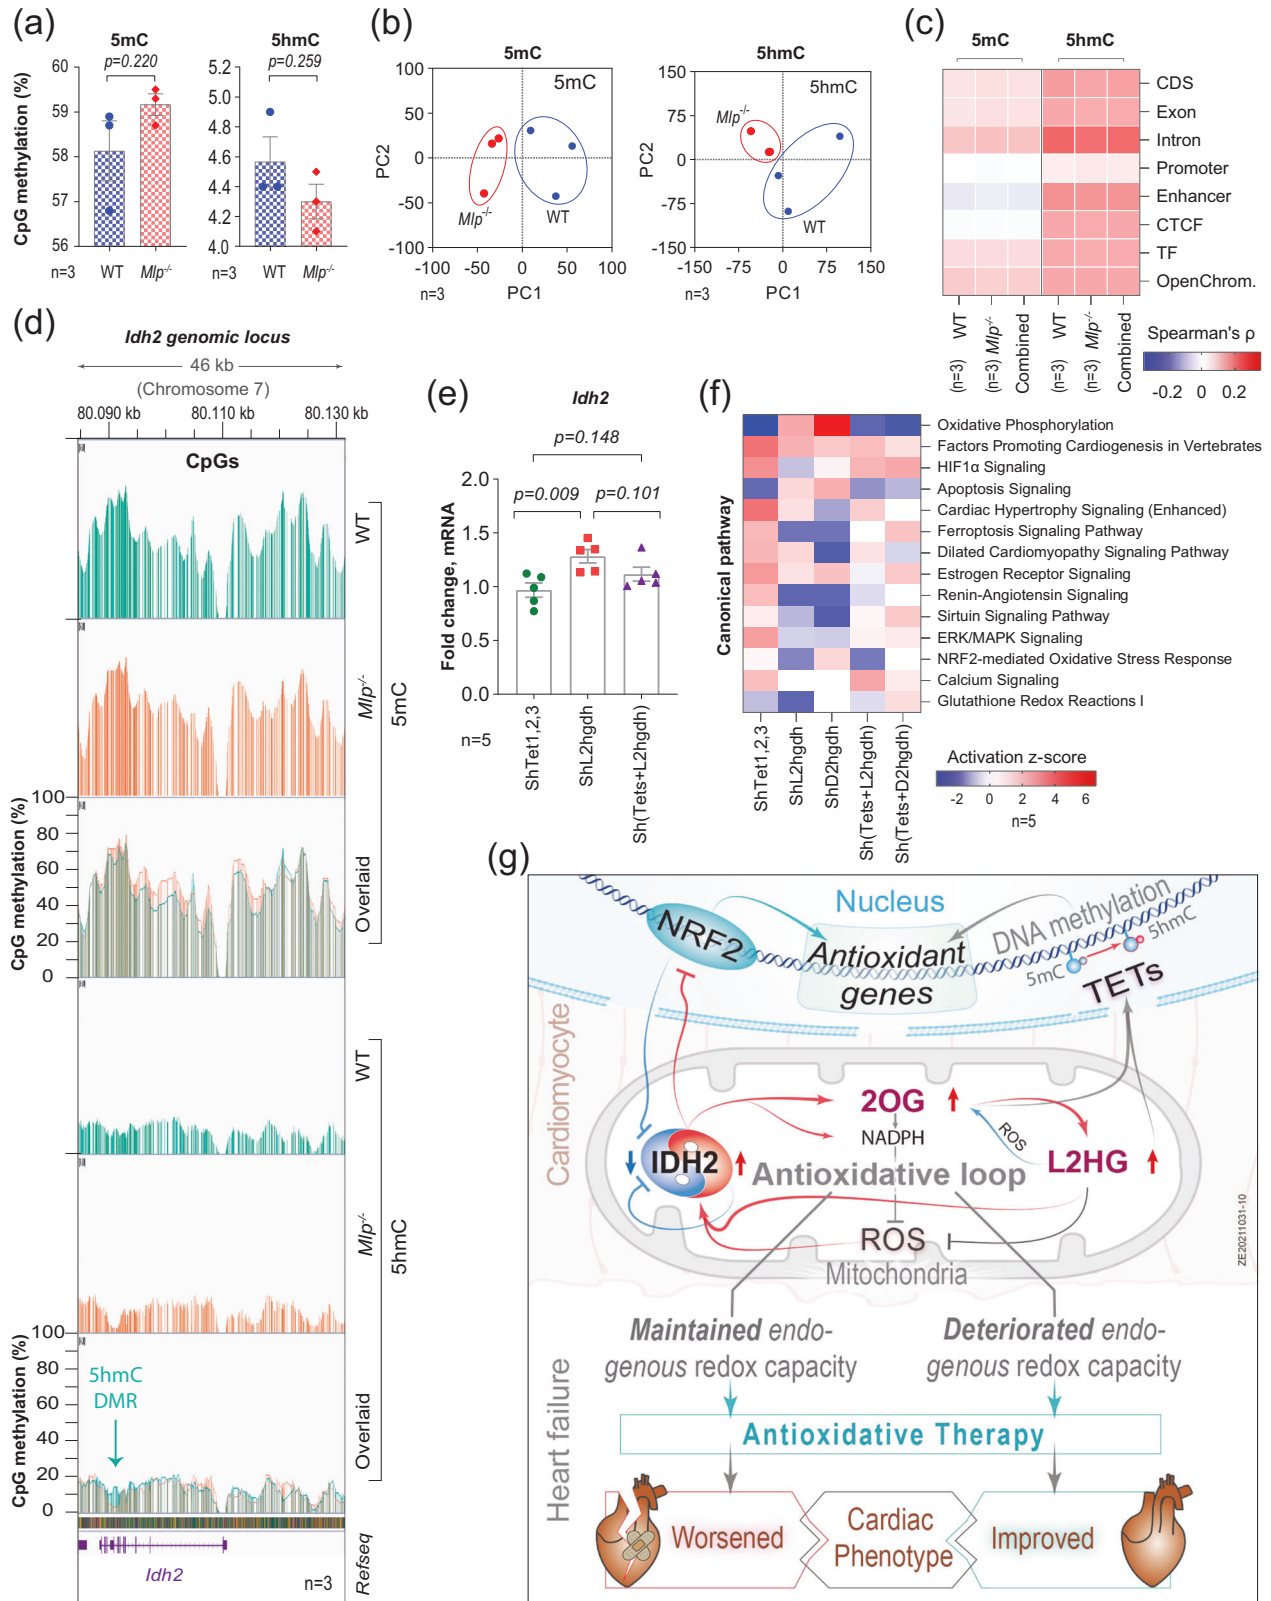 (a)
5mC
p=0.220
5hmC
p=0.259
CpG methylation (%)
60
59
58
57
56
5.2
5.0
4.8
4.6
4.4
4.2
4.0
n=3
WT
Mlp-/-
n=3
WT
Mlp-/-
(b)
5mC
5mC
100
50
0
-50
-100
PC2
Mlp-/-
WT
-100
-50
0
50
100
n=3
PC1
5hmC
5hmC
150
75
0
-75
-150
PC2
Mlp-/-
WT
-150
-75
0
75
150
n=3
PC1
(c)
5mC
5hmC
CDS
Exon
Intron
Promoter
Enhancer
CTCF
TF
OpenChrom.
(n=3) WT
(n=3) Mlp-/-
Combined
(n=3) WT
(n=3) Mlp-/-
Combined
Spearman's ρ
-0.2
0
0.2
(d)
Idh2 genomic locus
46 kb
(Chromosome 7)
80.090 kb
80.110 kb
80.130 kb
CpGs
WT
Mlp-/-
5mC
CpG methylation (%)
100
80
60
40
20
0
Overlaid
WT
Mlp-/-
5hmC
CpG methylation (%)
100
80
60
40
20
0
5hmC
DMR
Overlaid
Idh2
n=3
Refseq
(e)
Idh2
p=0.148
p=0.009
p=0.101
Fold change, mRNA
2.0
1.5
1.0
0.5
0.0
n=5
ShTet1,2,3
ShL2hgdh
Sh(Tets+L2hgdh)
(f)
Canonical pathway
Oxidative Phosphorylation
Factors Promoting Cardiogenesis in Vertebrates
HIF1α Signaling
Apoptosis Signaling
Cardiac Hypertrophy Signaling (Enhanced)
Ferroptosis Signaling Pathway
Dilated Cardiomyopathy Signaling Pathway
Estrogen Receptor Signaling
Renin-Angiotensin Signaling
Sirtuin Signaling Pathway
ERK/MAPK Signaling
NRF2-mediated Oxidative Stress Response
Calcium Signaling
Glutathione Redox Reactions I
ShTet1,2,3
ShL2hgdh
ShD2hgdh
Sh(Tets+L2hgdh)
Sh(Tets+D2hgdh)
Activation z-score
-2
0
2
4
6
n=5
(g)
Nucleus
NRF2
Antioxidant
genes
DNA methylation
5mC
5hmC
TETs
Cardiomyocyte
2OG
NADPH
ROS
IDH2
L2HG
Antioxidative loop
ROS
Mitochondria
ZE20211031-10
Heart failure
Maintained endo-
genous redox capacity
Deteriorated endo-
genous redox capacity
Antioxidative Therapy
Worsened
Cardiac
Phenotype
Improved